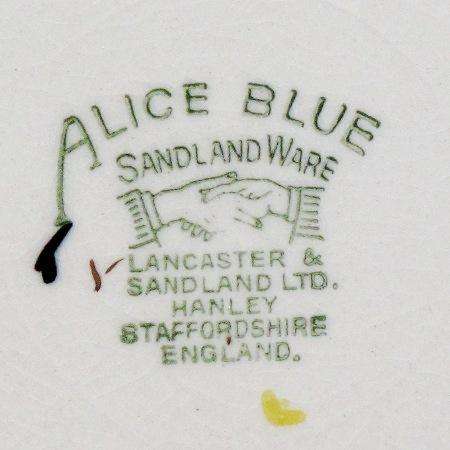 ALICE BLUE
SANDLAND WARE
LANCASTER &
SANDLAND LTD.
HANLEY
STAFFORDSHIRE
ENGLAND.